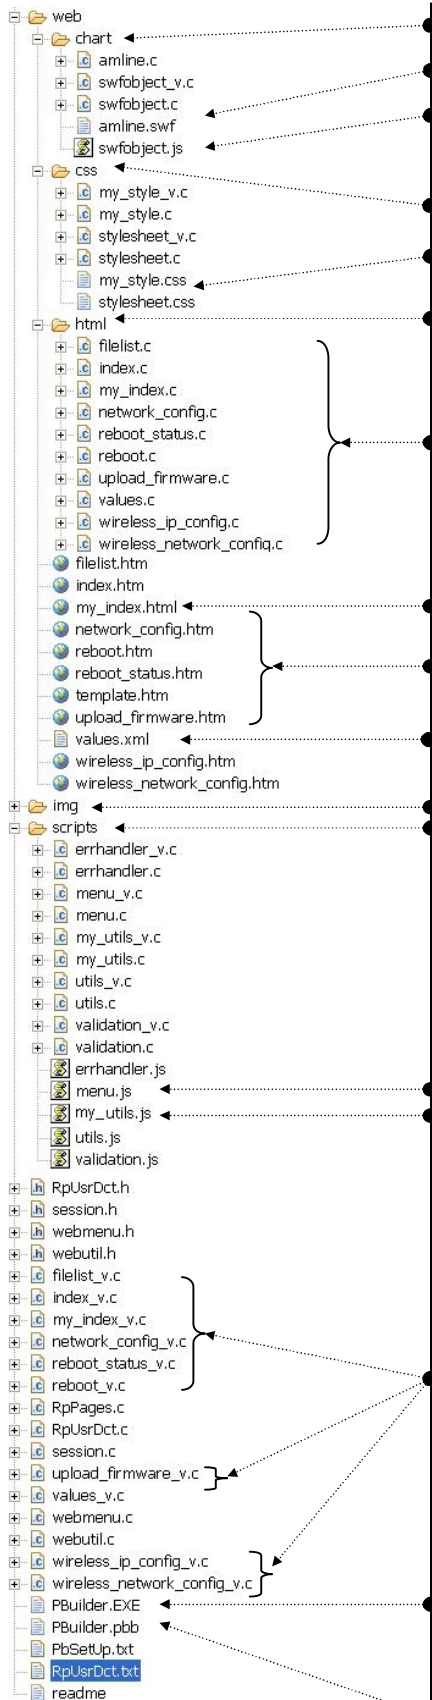 web
chart
amline.c
swfobject_v.c
swfobject.c
amline.swf
swfobject.js
css
my_style_v.c
my_style.c
stylesheet_v.c
stylesheet.c
my_style.css
stylesheet.css
html
filelist.c
index.c
my_index.c
network_config.c
reboot_status.c
reboot.c
upload_firmware.c
values.c
wireless_ip_config.c
wireless_network_config.c
filelist.htm
index.htm
my_index.html
network_config.htm
reboot.htm
reboot_status.htm
template.htm
upload_firmware.htm
values.xml
wireless_ip_config.htm
wireless_network_config.htm
img
scripts
errhandler_v.c
errhandler.c
menu_v.c
menu.c
my_utils_v.c
my_utils.c
utils_v.c
utils.c
validation_v.c
validation.c
errhandler.js
menu.js
my_utils.js
utils.js
validation.js
RpUsrDct.h
session.h
webmenu.h
webutil.h
filelist_v.c
index_v.c
my_index_v.c
network_config_v.c
reboot_status_v.c
reboot_v.c
RpPages.c
RpUsrDct.c
session.c
upload_firmware_v.c
values_v.c
webmenu.c
webutil.c
wireless_ip_config_v.c
wireless_network_config_v.c
PBuilder.EXE
PBuilder.pbb
PbSetUp.txt
RpUsrDct.txt
readme